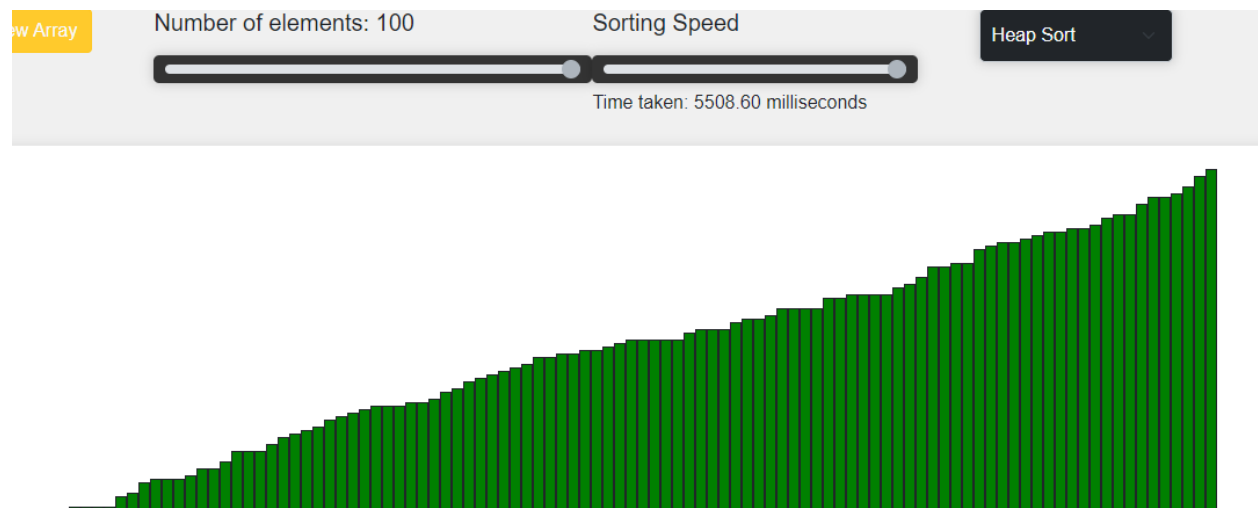 ew Array
Number of elements: 100
Sorting Speed
Heap Sort
Time taken: 5508.60 milliseconds